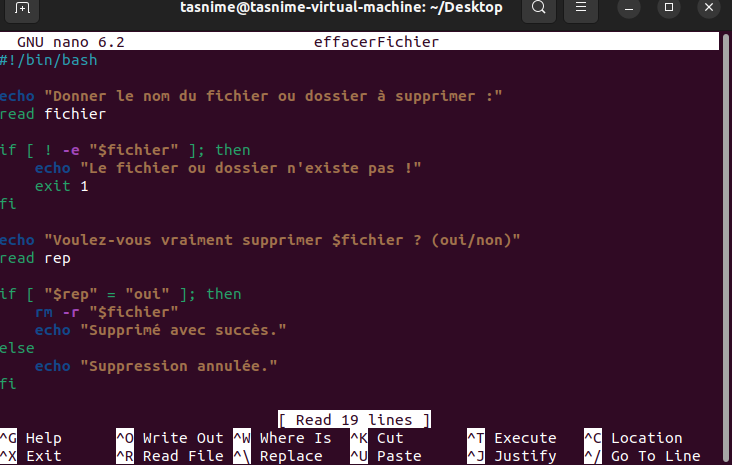 tasnime@tasnime-virtual-machine: ~/Desktop
GNU nano 6.2 effacerFichier
#!/bin/bash
echo "Donner le nom du fichier ou dossier à supprimer :"
read fichier
if [ ! -e "$fichier" ]; then
    echo "Le fichier ou dossier n'existe pas !"
    exit 1
fi
echo "Voulez-vous vraiment supprimer $fichier ? (oui/non)"
read rep
if [ "$rep" = "oui" ]; then
    rm -r "$fichier"
    echo "Supprimé avec succès."
else
    echo "Suppression annulée."
fi
[ Read 19 lines ]
^G Help ^O Write Out ^W Where Is ^K Cut ^T Execute ^C Location
^X Exit ^R Read File ^\ Replace ^U Paste ^J Justify ^/ Go To Line